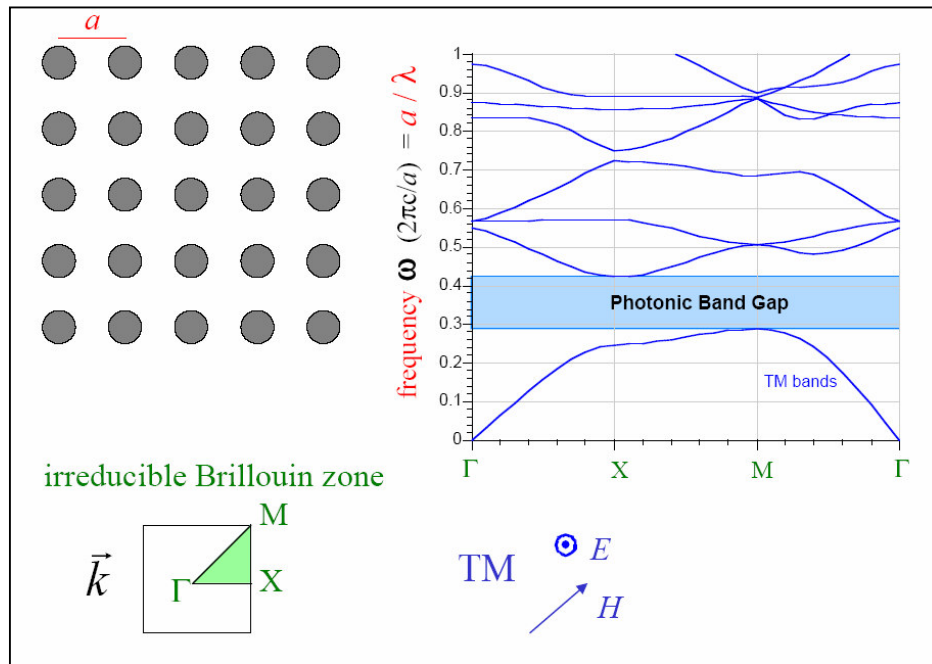 a
frequency ω (2πc/a) = a / λ
1
0.9
0.8
0.7
0.6
0.5
0.4
0.3
0.2
0.1
0
Photonic Band Gap
TM bands
Γ X M Γ
irreducible Brillouin zone
M
k⃗
Γ
X
TM
E
H